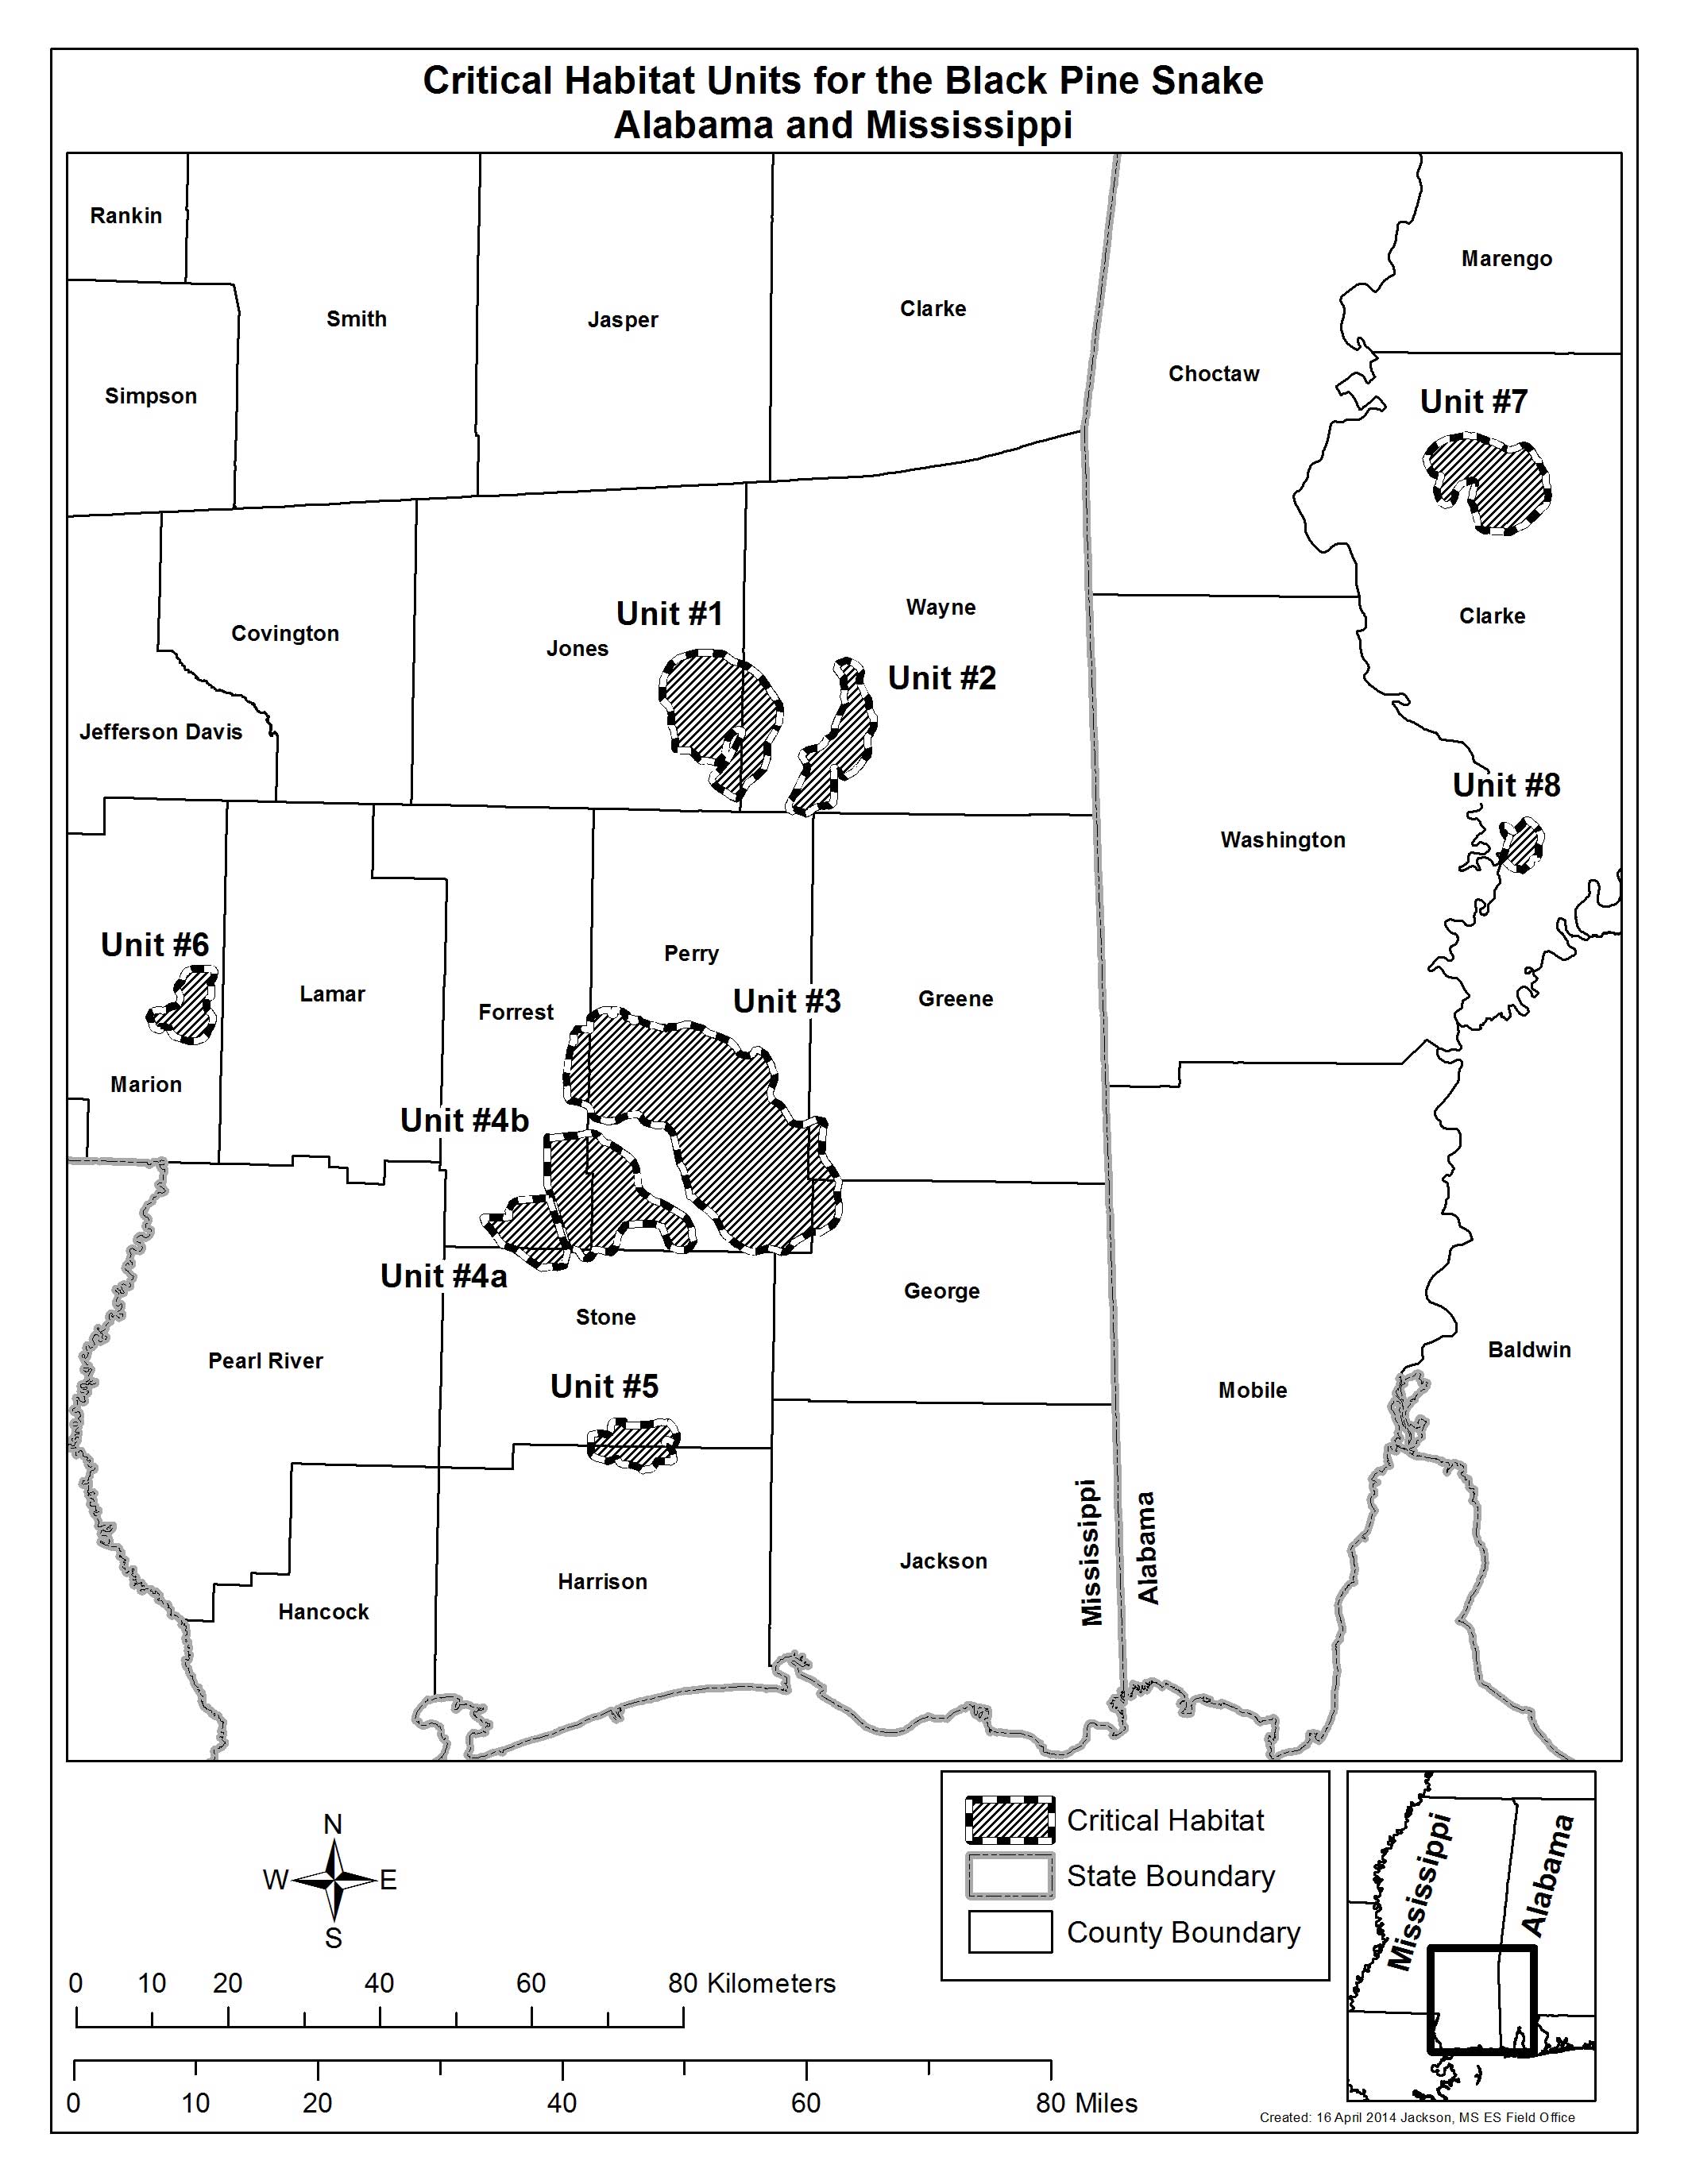 Critical Habitat Units for the Black Pine Snake
Alabama and Mississippi
Rankin
Marengo
Clarke
Smith
Jasper
Choctaw
Simpson
Unit #7
Wayne
Unit #1
Clarke
Covington
Jones
Unit #2
Jefferson Davis
Unit #8
Washington
Unit #6
Perry
Lamar
Unit #3
Greene
Forrest
Marion
Unit #4b
Unit #4a
George
Stone
Baldwin
Pearl River
Unit #5
Mobile
Mississippi
Alabama
Jackson
Harrison
Hancock
N
W E
S
Critical Habitat
State Boundary
County Boundary
Mississippi
Alabama
0 10 20 40 60 80 Kilometers
0 10 20 40 60 80 Miles
Created: 16 April 2014 Jackson, MS ES Field Office